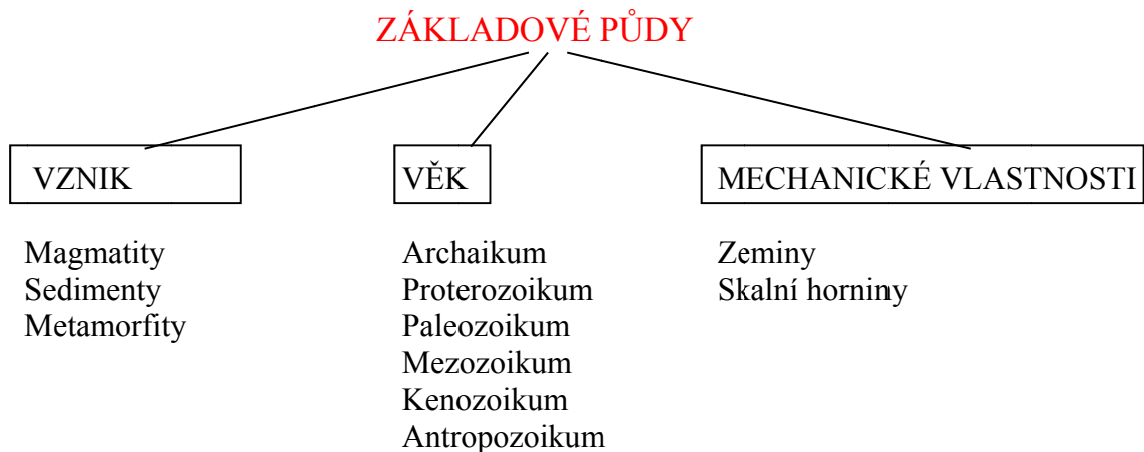 ZÁKLADOVÉ PŮDY
VZNIK
Magmatity
Sedimenty
Metamorfity
VĚK
Archaikum
Proterozoikum
Paleozoikum
Mezozoikum
Kenozoikum
Antropozoikum
MECHANICKÉ VLASTNOSTI
Zeminy
Skalní horniny